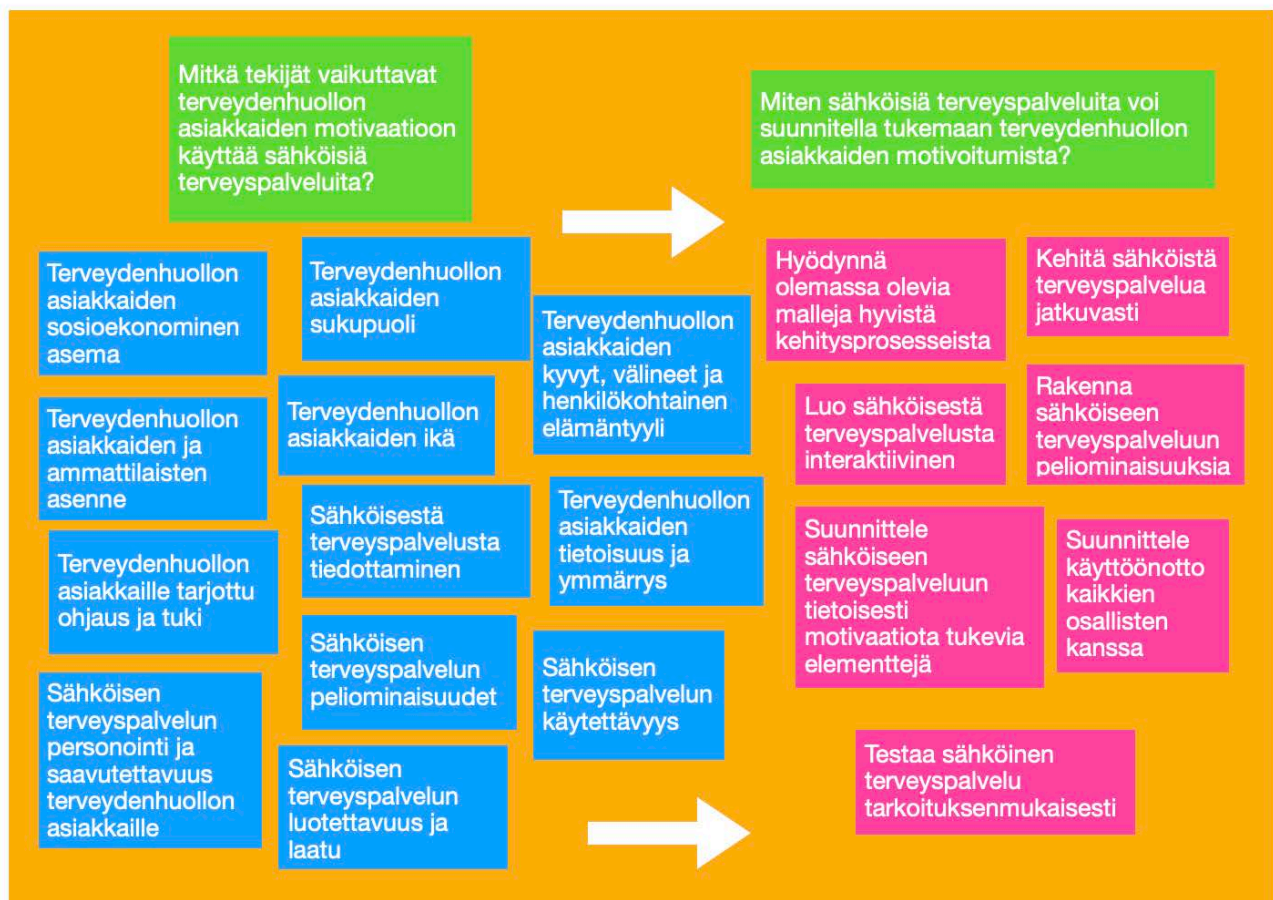 Mitkä tekijät vaikuttavat
terveydenhuollon
asiakkaiden motivaatioon
käyttää sähköisiä
terveyspalveluita?
Miten sähköisiä terveyspalveluita voi
suunnitella tukemaan terveydenhuollon
asiakkaiden motivoitumista?
Terveydenhuollon
asiakkaiden
sosioekonominen
asema
Terveydenhuollon
asiakkaiden
sukupuoli
Terveydenhuollon
asiakkaiden
kyvyt, välineet ja
henkilökohtainen
elämäntyyli
Terveydenhuollon
asiakkaiden ja
ammattilaisten
asenne
Terveydenhuollon
asiakkaiden ikä
Sähköisestä
terveyspalvelusta
tiedottaminen
Terveydenhuollon
asiakkaiden
tietoisuus ja
ymmärrys
Terveydenhuollon
asiakkaille tarjottu
ohjaus ja tuki
Sähköisen
terveyspalvelun
peliominaisuudet
Sähköisen
terveyspalvelun
käytettävyys
Sähköisen
terveyspalvelun
personointi ja
saavutettavuus
terveydenhuollon
asiakkaille
Sähköisen
terveyspalvelun
luotettavuus ja
laatu
Hyödynnä
olemassa olevia
malleja hyvistä
kehitysprosesseista
Kehitä sähköistä
terveyspalvelua
jatkuvasti
Luo sähköisestä
terveyspalvelusta
interaktiivinen
Rakenna
sähköiseen
terveyspalveluun
peliominaisuuksia
Suunnittele
sähköiseen
terveyspalveluun
tietoisesti
motivaatiota tukevia
elementtejä
Suunnittele
käyttöönotto
kaikkien
osallisten
kanssa
Testaa sähköinen
terveyspalvelu
tarkoituksenmukaisesti